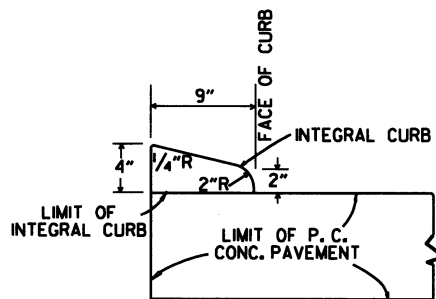 9"
FACE OF CURB
INTEGRAL CURB
4"
1/4"R
2"R
2"
LIMIT OF
INTEGRAL CURB
LIMIT OF P.C.
CONC. PAVEMENT